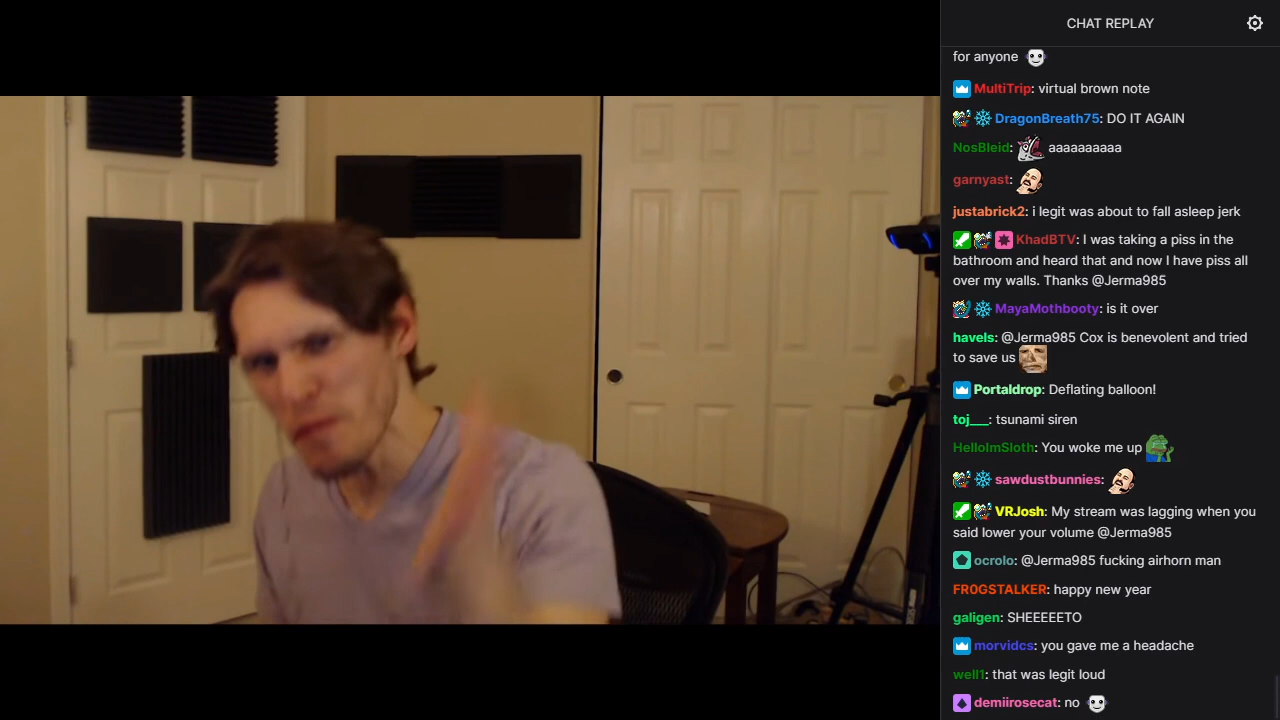 CHAT REPLAY
for anyone
MultiTrip: virtual brown note
DragonBreath75: DO IT AGAIN
NosBleid: aaaaaaaaaa
garnyast:
justabrick2: i legit was about to fall asleep jerk
KhadBTV: I was taking a piss in the
bathroom and heard that and now I have piss all
over my walls. Thanks @Jerma985
MayaMothbooty: is it over
havels: @Jerma985 Cox is benevolent and tried
to save us
Portaldrop: Deflating balloon!
toj___: tsunami siren
HelloImSloth: You woke me up
sawdustbunnies:
VRJosh: My stream was lagging when you
said lower your volume @Jerma985
ocrolo: @Jerma985 fucking airhorn man
FR0GSTALKER: happy new year
galigen: SHEEEEETO
morvidcs: you gave me a headache
well1: that was legit loud
demiirosecat: no